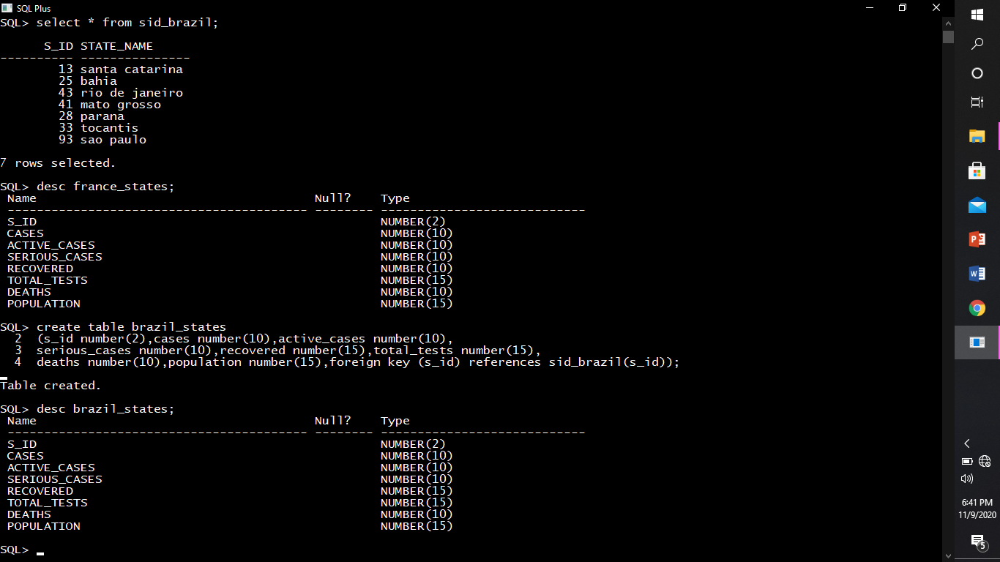 SQL Plus
SQL> select * from sid_brazil;
S_ID STATE_NAME
---------- ---------------
13 santa catarina
25 bahia
43 rio de janeiro
41 mato grosso
28 parana
33 tocantis
93 sao paulo
7 rows selected.
SQL> desc france_states;
Name Null? Type
----------------------------------------- -------- ----------------------------
S_ID NUMBER(2)
CASES NUMBER(10)
ACTIVE_CASES NUMBER(10)
SERIOUS_CASES NUMBER(10)
RECOVERED NUMBER(10)
TOTAL_TESTS NUMBER(15)
DEATHS NUMBER(10)
POPULATION NUMBER(15)
SQL> create table brazil_states
2 (s_id number(2),cases number(10),active_cases number(10),
3 serious_cases number(10),recovered number(15),total_tests number(15),
4 deaths number(10),population number(15),foreign key (s_id) references sid_brazil(s_id));
Table created.
SQL> desc brazil_states;
Name Null? Type
----------------------------------------- -------- ----------------------------
S_ID NUMBER(2)
CASES NUMBER(10)
ACTIVE_CASES NUMBER(10)
SERIOUS_CASES NUMBER(10)
RECOVERED NUMBER(15)
TOTAL_TESTS NUMBER(15)
DEATHS NUMBER(10)
POPULATION NUMBER(15)
SQL>
P
W
6:41 PM
11/9/2020
5